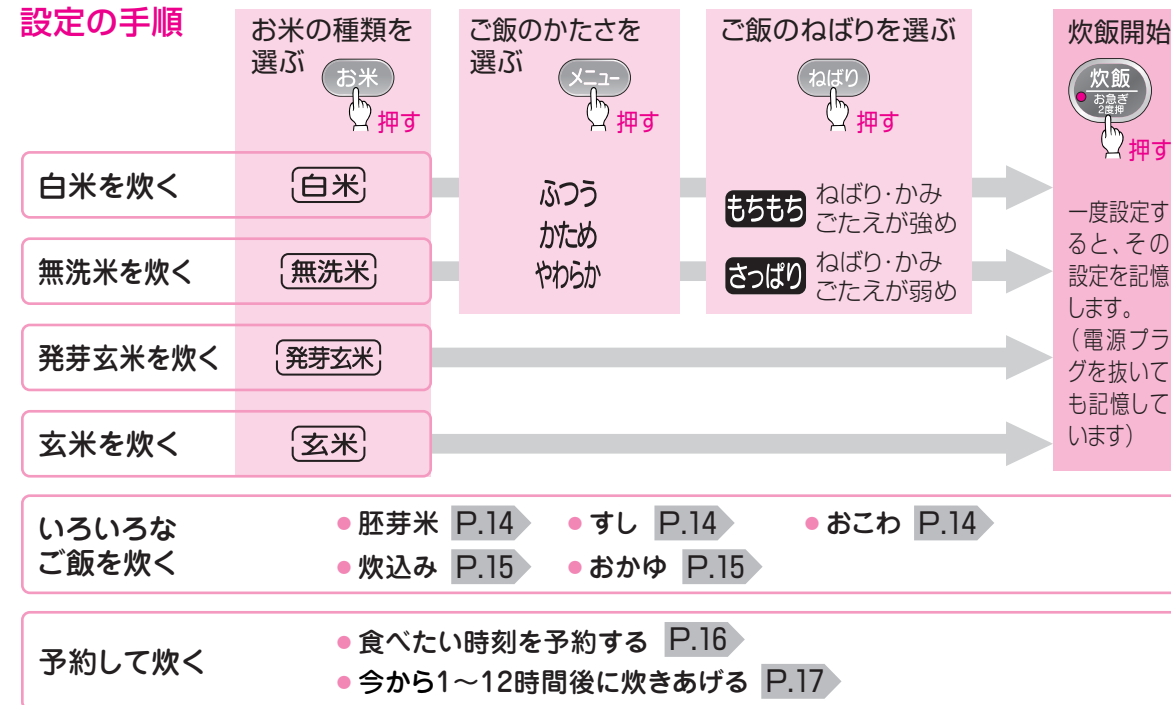 設定の手順
お米の種類を
選ぶ
お米
押す
ご飯のかたさを
選ぶ
メニュー
押す
ご飯のねばりを選ぶ
ねばり
押す
炊飯開始
炊飯
お急ぎ
2度押
押す
白米を炊く
白米
無洗米を炊く
無洗米
発芽玄米を炊く
発芽玄米
玄米を炊く
玄米
ふつう
かため
やわらか
もちもち ねばり・かみ
ごたえが強め
さっぱり ねばり・かみ
ごたえが弱め
一度設定す
ると、その
設定を記憶
します。
(電源プラ
グを抜いて
も記憶して
います)
いろいろな
ご飯を炊く
●胚芽米 P.14 ●すし P.14 ●おこわ P.14
●炊込み P.15 ●おかゆ P.15
予約して炊く
●食べたい時刻を予約する P.16
●今から1〜12時間後に炊きあげる P.17